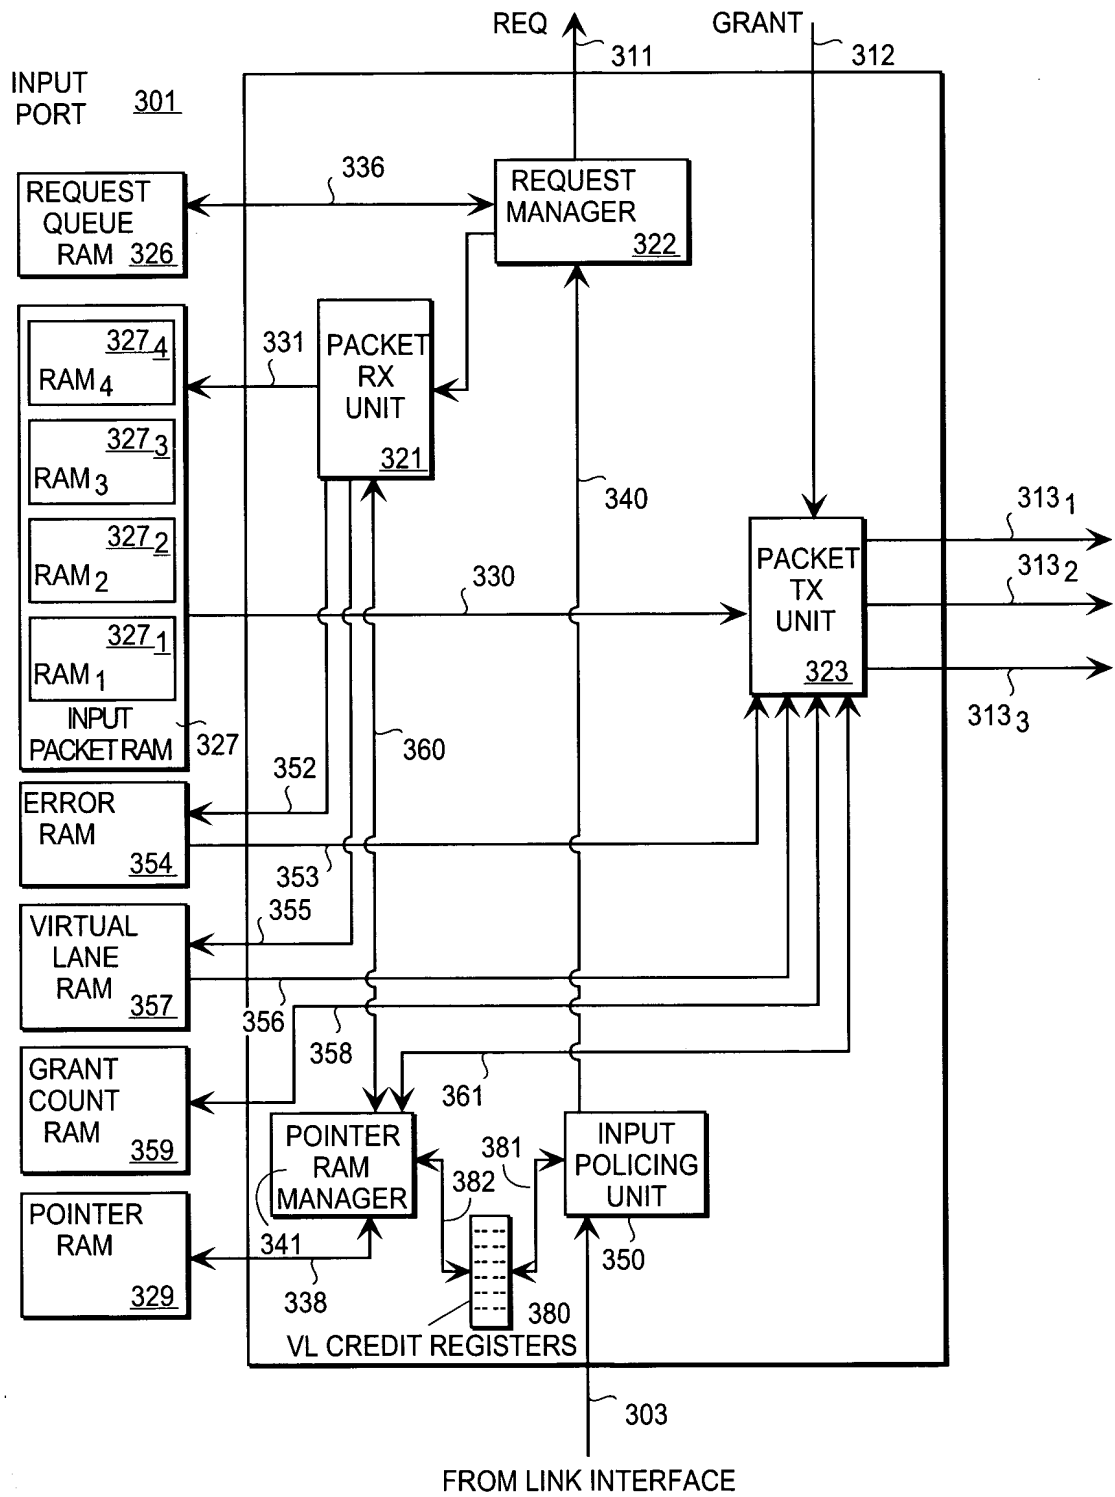 REQ
311
GRANT
312
INPUT
PORT
301
REQUEST
QUEUE
RAM 326
336
REQUEST
MANAGER
322
327 4
RAM 4
327 3
RAM 3
327 2
RAM 2
327 1
RAM 1
INPUT
PACKET RAM
327
331
PACKET
RX
UNIT
321
340
330
PACKET
TX
UNIT
323
313 1
313 2
313 3
360
352
ERROR
RAM
354
353
355
VIRTUAL
LANE
RAM
357
356
358
361
GRANT
COUNT
RAM
359
POINTER
RAM
MANAGER
341
382
381
INPUT
POLICING
UNIT
350
POINTER
RAM
329
338
380
VL CREDIT REGISTERS
303
FROM LINK INTERFACE